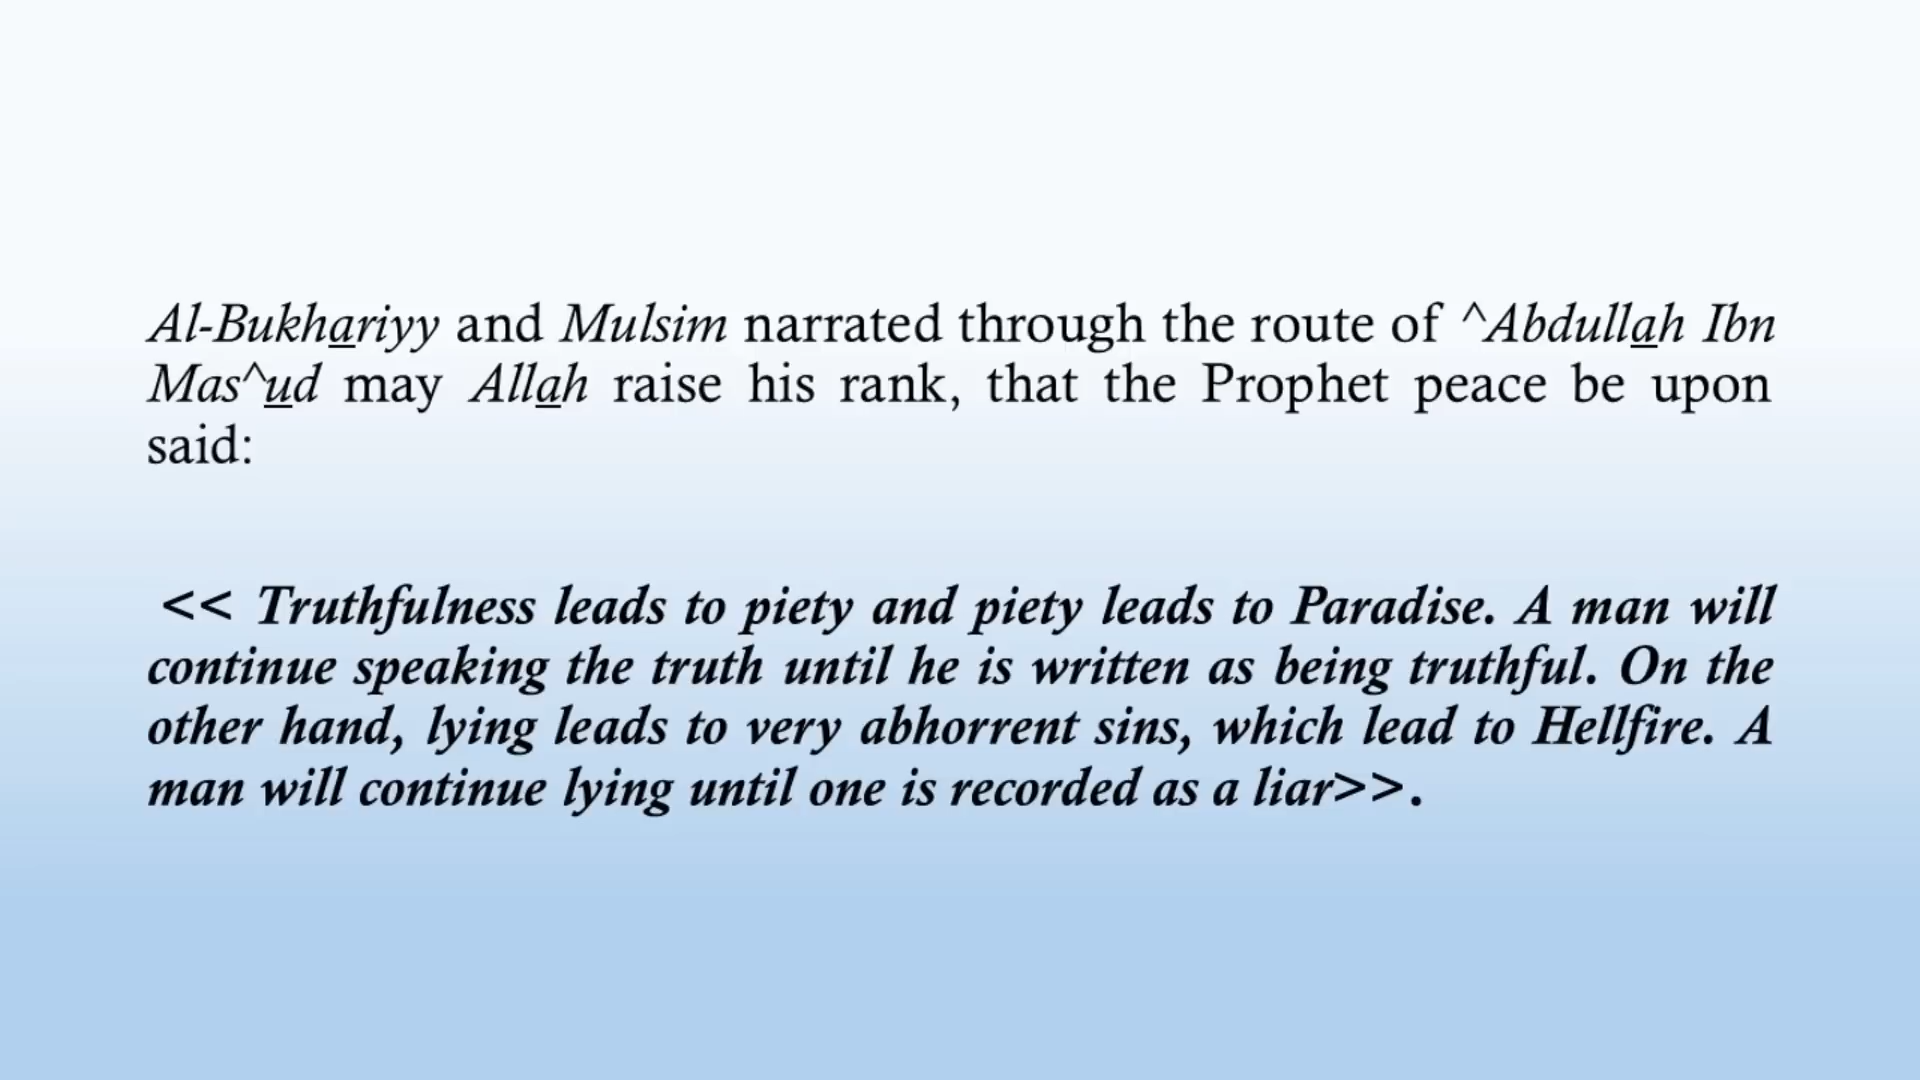 Al-Bukhariyy and Mulsim narrated through the route of ^Abdullah Ibn
Mas^ud may Allah raise his rank, that the Prophet peace be upon
said:
<< Truthfulness leads to piety and piety leads to Paradise. A man will
continue speaking the truth until he is written as being truthful. On the
other hand, lying leads to very abhorrent sins, which lead to Hellfire. A
man will continue lying until one is recorded as a liar>>.